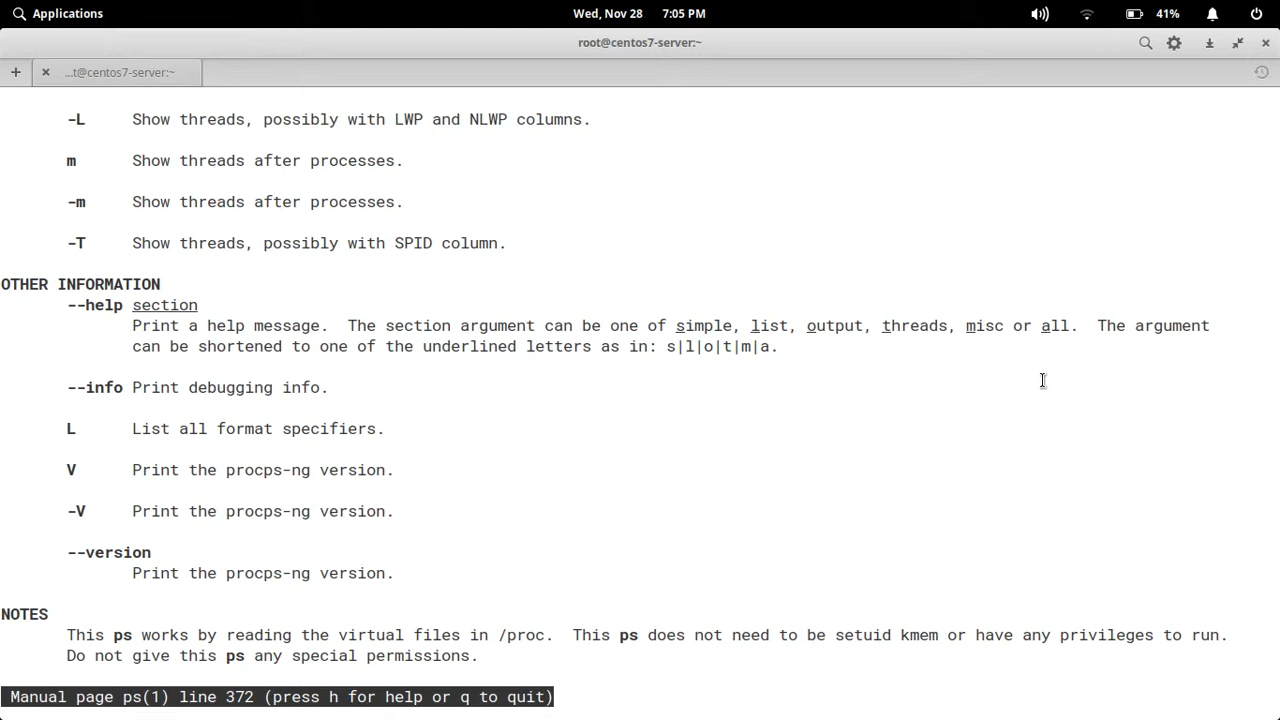 Applications
Wed, Nov 28 7:05 PM
41%
root@centos7-server:~
...t@centos7-server:~
-L Show threads, possibly with LWP and NLWP columns.
m Show threads after processes.
-m Show threads after processes.
-T Show threads, possibly with SPID column.
OTHER INFORMATION
--help section
Print a help message. The section argument can be one of simple, list, output, threads, misc or all. The argument
can be shortened to one of the underlined letters as in: s|l|o|t|m|a.
--info Print debugging info.
L List all format specifiers.
V Print the procps-ng version.
-V Print the procps-ng version.
--version
Print the procps-ng version.
NOTES
This ps works by reading the virtual files in /proc. This ps does not need to be setuid kmem or have any privileges to run.
Do not give this ps any special permissions.
Manual page ps(1) line 372 (press h for help or q to quit)